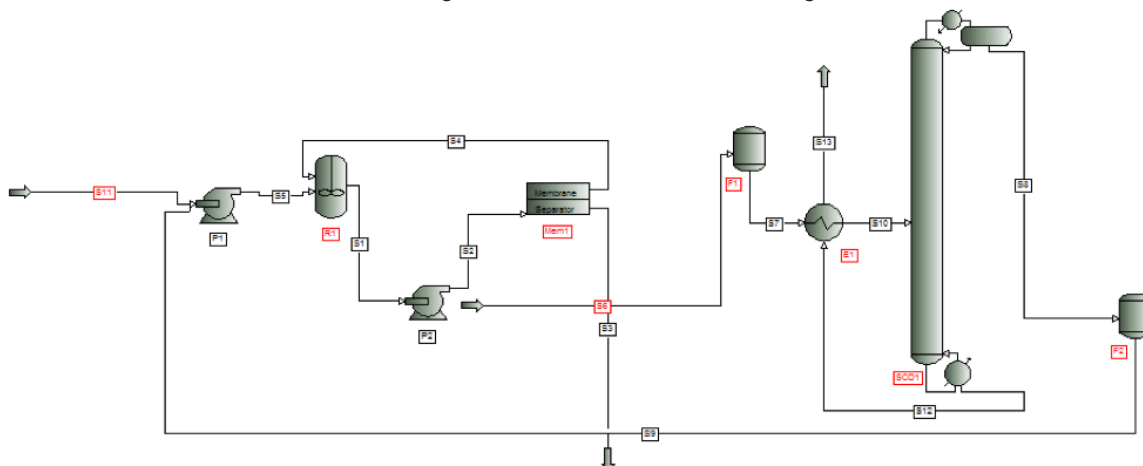 S13
S4
S8
S11
S5
R1
Membrane
Separator
F1
P1
S1
S2
Mem1
S7
S10
E1
S6
P2
S3
F2
SCD1
S12
S9